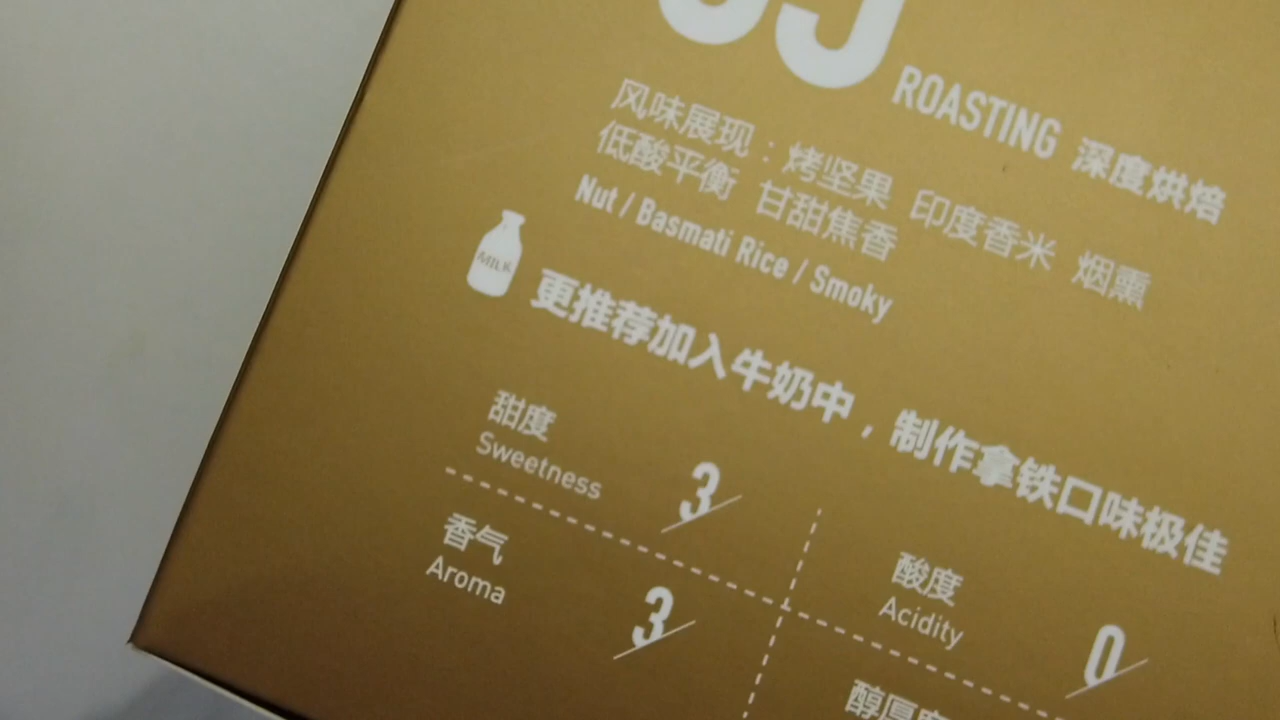 ROASTING 深度烘焙
风味展现：烤坚果 印度香米 烟熏
低酸平衡 甘甜焦香
Nut / Basmati Rice / Smoky
MILK
更推荐加入牛奶中，制作拿铁口味极佳
甜度
Sweetness
3
酸度
Acidity
0
香气
Aroma
3
醇厚度